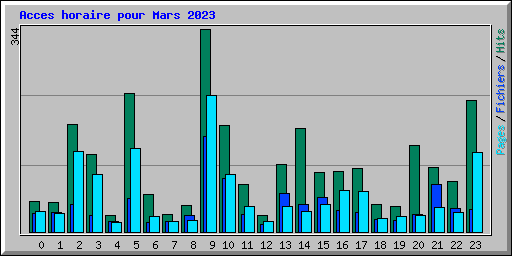 Acces horaire pour Mars 2023
344
Pages/Fichiers/Hits
0 1 2 3 4 5 6 7 8 9 10 11 12 13 14 15 16 17 18 19 20 21 22 23